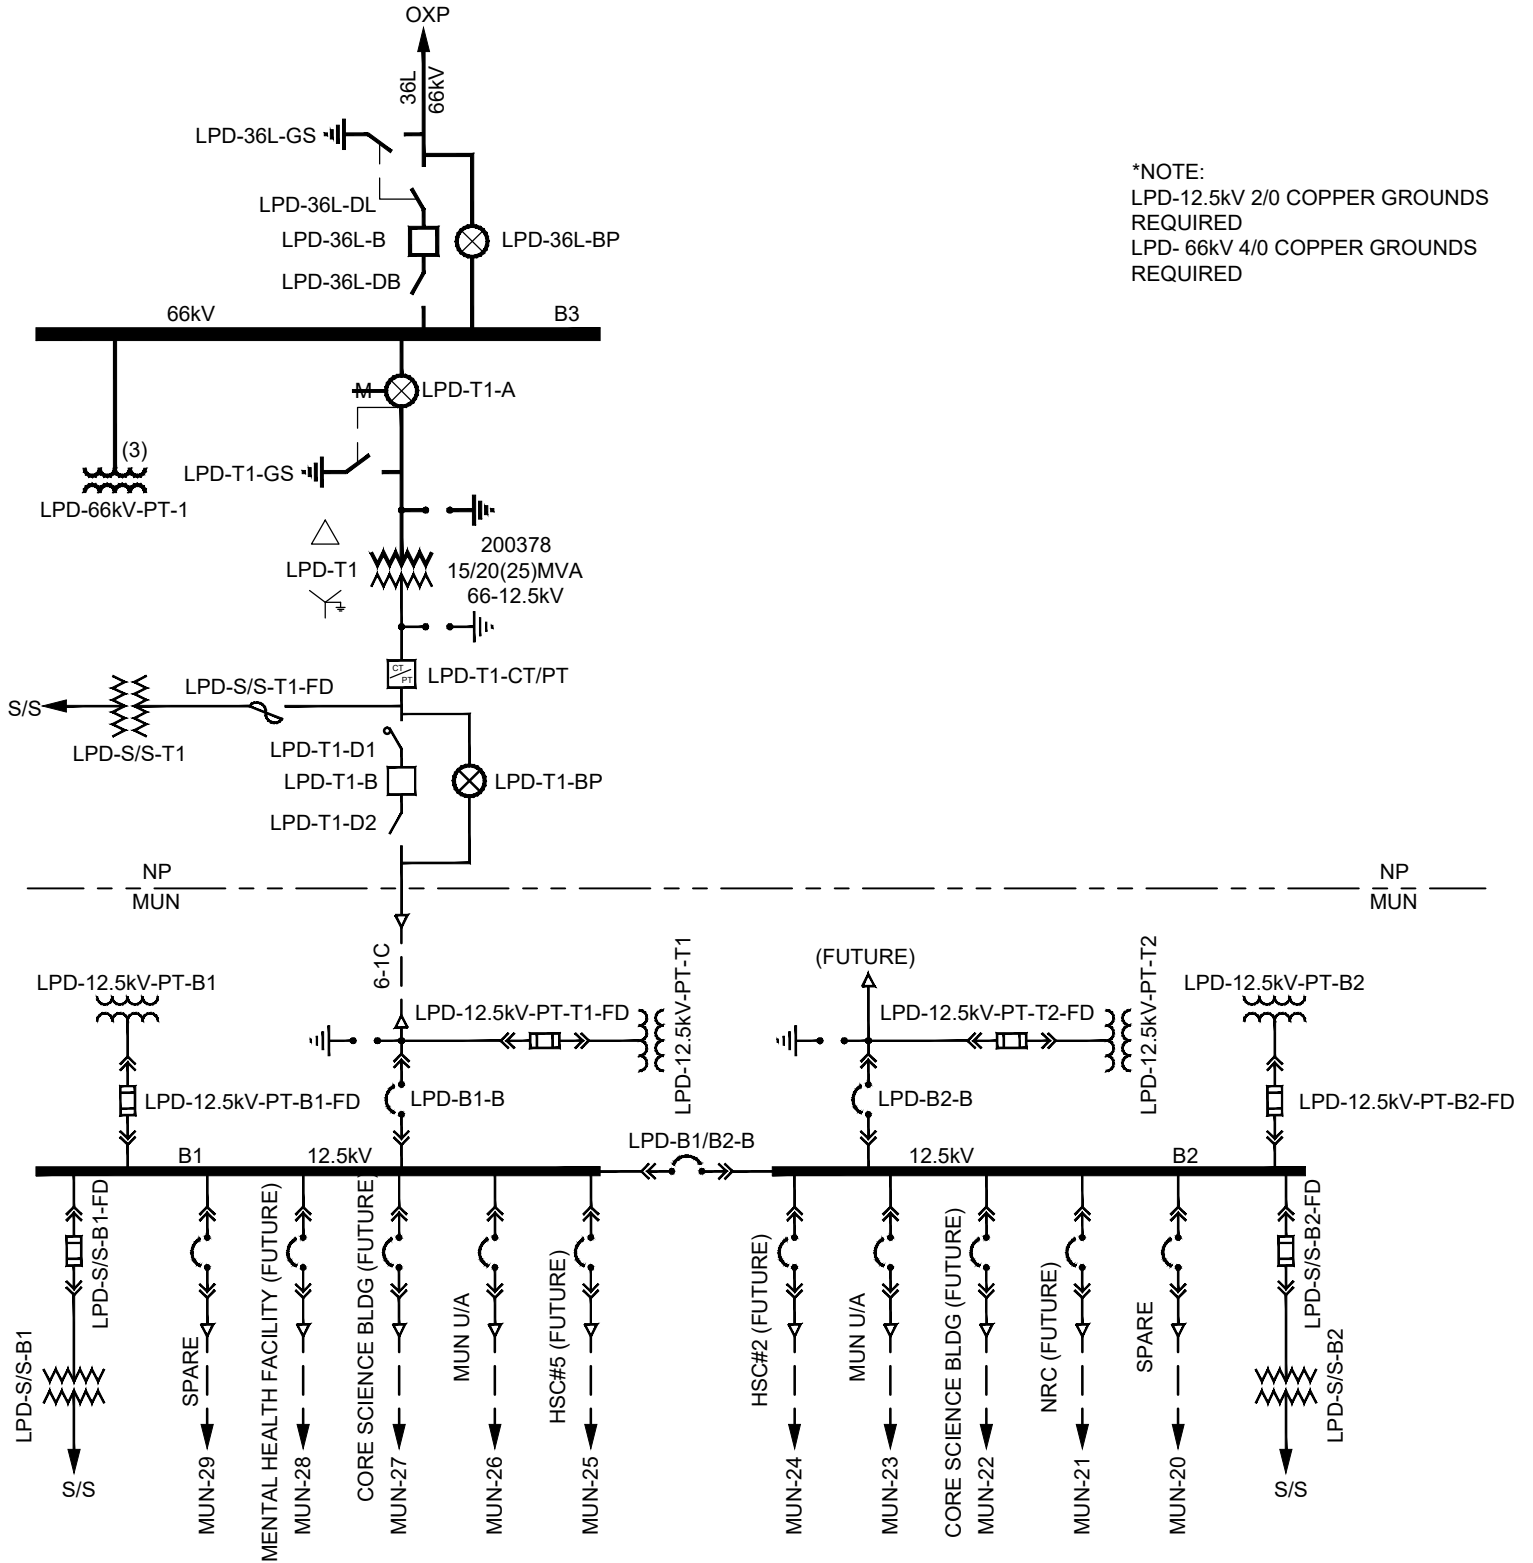 OXP
36L
66kV
LPD-36L-GS
LPD-36L-DL
LPD-36L-B
LPD-36L-BP
LPD-36L-DB
*NOTE:
LPD-12.5kV 2/0 COPPER GROUNDS
REQUIRED
LPD- 66kV 4/0 COPPER GROUNDS
REQUIRED
66kV
B3
M
LPD-T1-A
(3)
LPD-66kV-PT-1
LPD-T1-GS
LPD-T1
200378
15/20(25)MVA
66-12.5kV
CT
PT
LPD-T1-CT/PT
S/S
LPD-S/S-T1-FD
LPD-S/S-T1
LPD-T1-D1
LPD-T1-B
LPD-T1-BP
LPD-T1-D2
NP
MUN
NP
MUN
6-1C
LPD-12.5kV-PT-B1
LPD-12.5kV-PT-T1-FD
LPD-12.5kV-PT-T1
(FUTURE)
LPD-12.5kV-PT-T2-FD
LPD-12.5kV-PT-T2
LPD-12.5kV-PT-B2
LPD-12.5kV-PT-B1-FD
LPD-B1-B
LPD-B2-B
LPD-12.5kV-PT-B2-FD
LPD-B1/B2-B
B1
12.5kV
12.5kV
B2
LPD-S/S-B1-FD
LPD-S/S-B1
S/S
SPARE
MUN-29
MENTAL HEALTH FACILITY (FUTURE)
MUN-28
CORE SCIENCE BLDG (FUTURE)
MUN-27
MUN U/A
MUN-26
HSC#5 (FUTURE)
MUN-25
HSC#2 (FUTURE)
MUN-24
MUN U/A
MUN-23
CORE SCIENCE BLDG (FUTURE)
MUN-22
NRC (FUTURE)
MUN-21
SPARE
MUN-20
LPD-S/S-B2-FD
LPD-S/S-B2
S/S